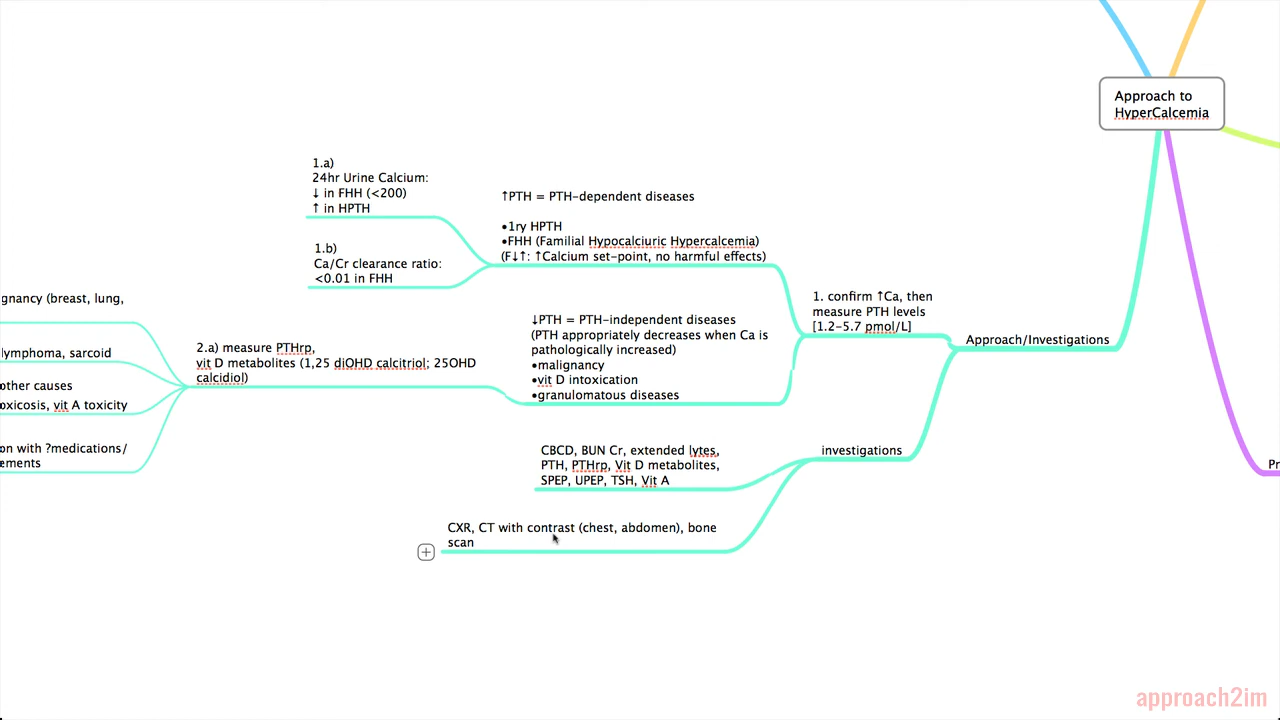 Approach to
HyperCalcemia
Approach/Investigations
1. confirm ↑Ca, then
measure PTH levels
[1.2-5.7 pmol/L]
↑PTH = PTH-dependent diseases
•1ry HPTH
•FHH (Familial Hypocalciuric Hypercalcemia)
(F↓↑: ↑Calcium set-point, no harmful effects)
1.a)
24hr Urine Calcium:
↓ in FHH (<200)
↑ in HPTH
1.b)
Ca/Cr clearance ratio:
<0.01 in FHH
↓PTH = PTH-independent diseases
(PTH appropriately decreases when Ca is
pathologically increased)
•malignancy
•vit D intoxication
•granulomatous diseases
2.a) measure PTHrp,
vit D metabolites (1,25 diOHD calcitriol; 25OHD
calcidiol)
gnancy (breast, lung,
lymphoma, sarcoid
other causes
oxicosis, vit A toxicity
on with ?medications/
ements
investigations
CBCD, BUN Cr, extended lytes,
PTH, PTHrp, Vit D metabolites,
SPEP, UPEP, TSH, Vit A
CXR, CT with contrast (chest, abdomen), bone
scan
Pr
approach2im